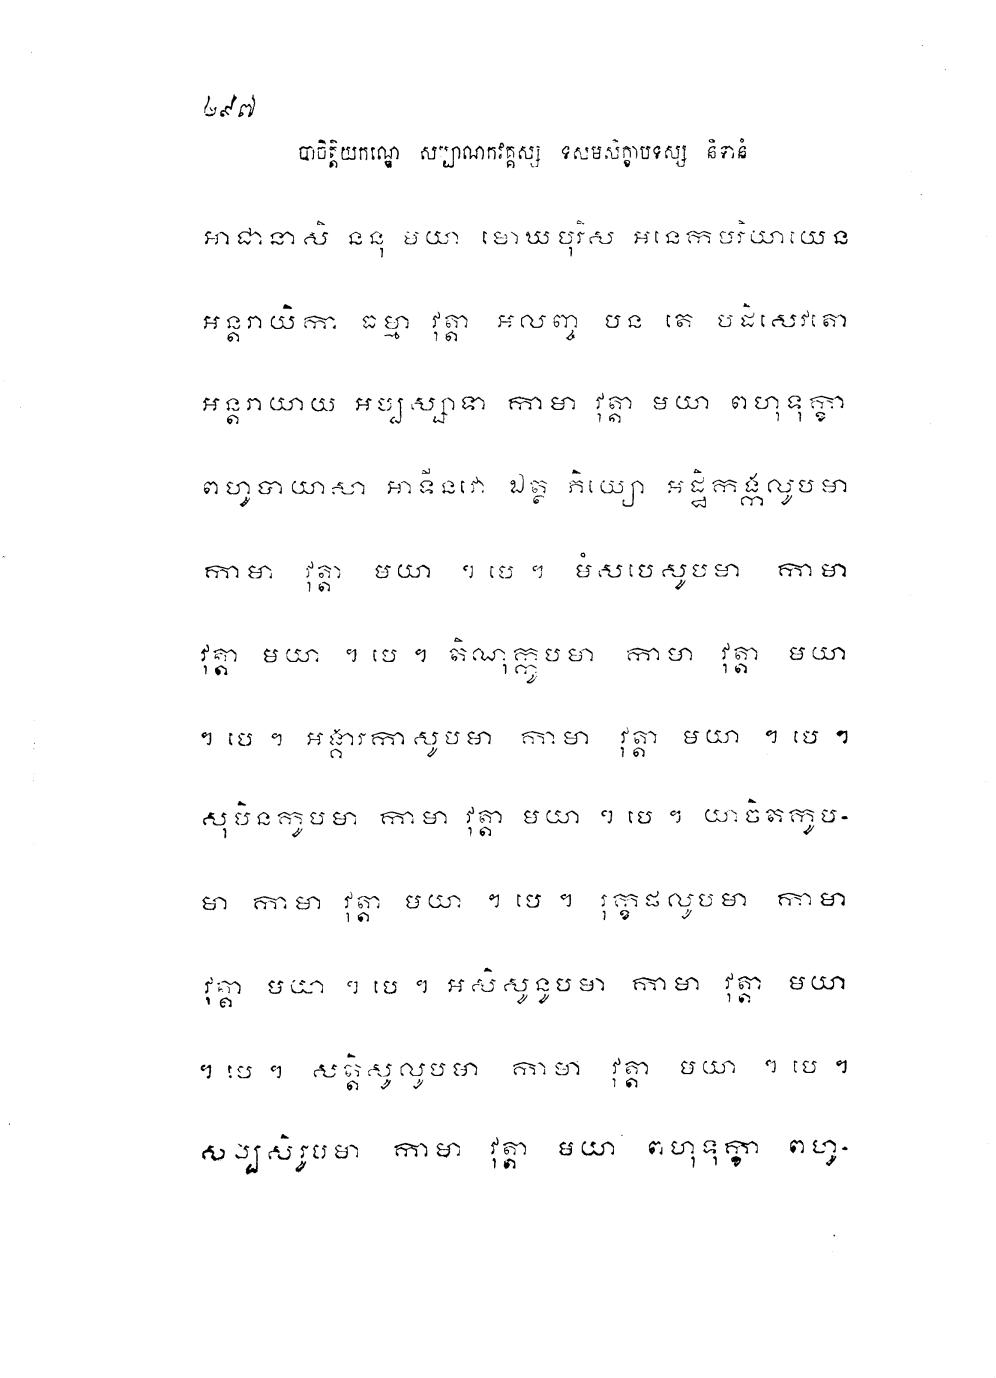 ២៩៧
បាចិត្តិយកណ្ឌេ សប្បាណកវគ្គស្ស ទសមសិក្ខាបទស្ស និទានំ
អាជានាសិ ននុ មយា មោឃបុរិស អនេកបរិយាយេន
អន្តរាយិកា ធម្មា វុត្តា អលញ្ច បន តេ បដិសេវតោ
អន្តរាយាយ អប្បស្សាទា កាមា វុត្តា មយា ពហុទុក្ខា
ពហូបាយាសា អាទីនវោ ឯត្ថ ភិយ្យោ អដ្ឋិកង្កលូបមា
កាមា វុត្តា មយា ។ បេ ។ មំសបេសូបមា កាមា
វុត្តា មយា ។ បេ ។ តិណុក្កូបមា កាមា វុត្តា មយា
។ បេ ។ អង្គារកាសូបមា កាមា វុត្តា មយា ។ បេ ។
សុបិនកូបមា កាមា វុត្តា មយា ។ បេ ។ យាចិតកូប-
មា កាមា វុត្តា មយា ។ បេ ។ រុក្ខផលូបមា កាមា
វុត្តា មយា ។ បេ ។ អសិសូនូបមា កាមា វុត្តា មយា
។ បេ ។ សត្តិសូលូបមា កាមា វុត្តា មយា ។ បេ ។
សប្បសិរូបមា កាមា វុត្តា មយា ពហុទុក្ខា ពហូ-